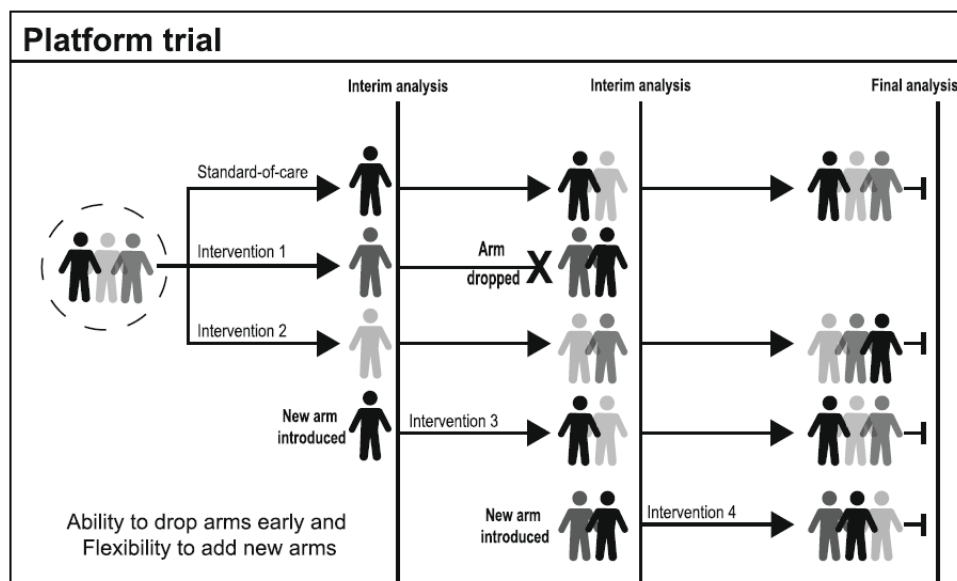 Platform trial
Interim analysis
Interim analysis
Final analysis
Standard-of-care
Intervention 1
Arm
dropped
X
Intervention 2
New arm
introduced
Intervention 3
New arm
introduced
Intervention 4
Ability to drop arms early and
Flexibility to add new arms